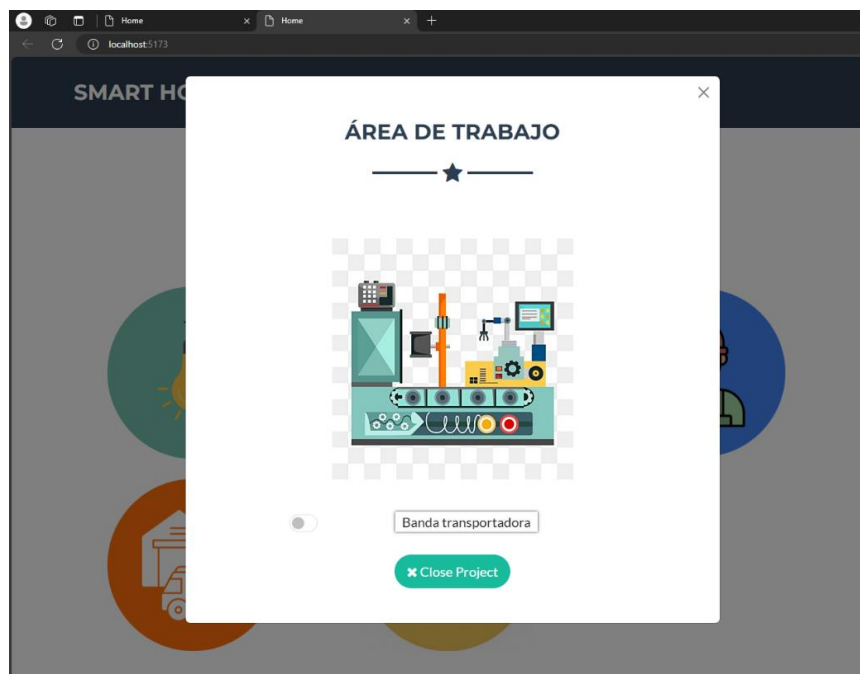 Home
Home
localhost:5173
SMART HO
ÁREA DE TRABAJO
Banda transportadora
Close Project